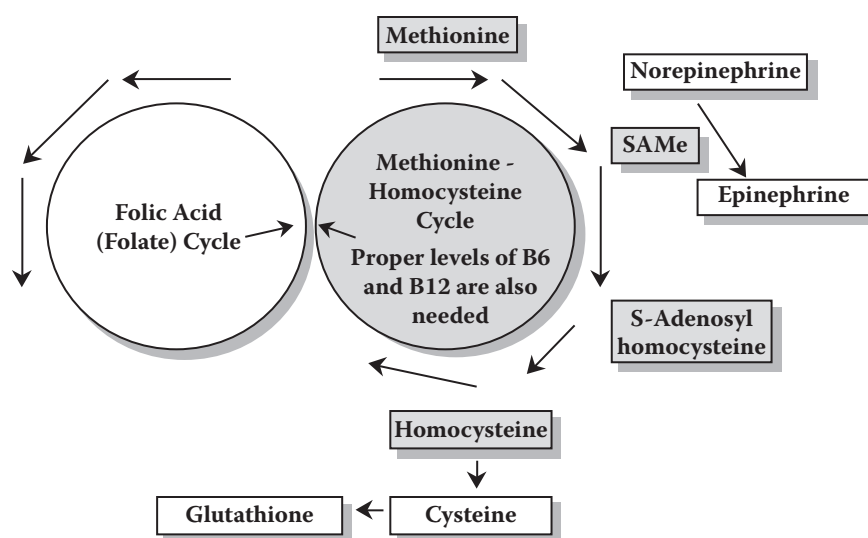 Methionine
Norepinephrine
SAMe
Epinephrine
Methionine -
Homocysteine
Cycle
Proper levels of B6
and B12 are also
needed
Folic Acid
(Folate) Cycle
S-Adenosyl
homocysteine
Homocysteine
Glutathione
Cysteine